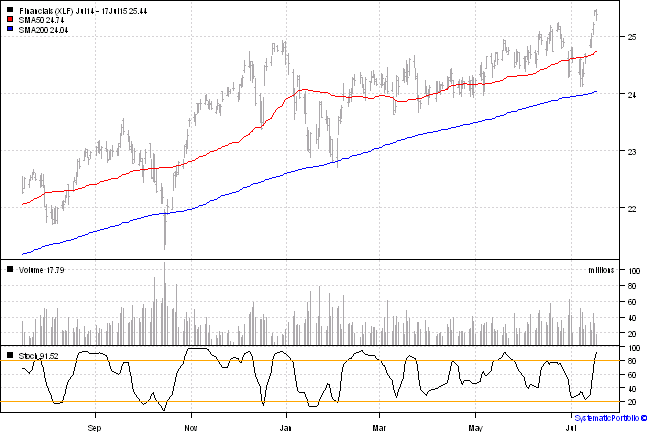 Financials (XLF) Jul14 - 17Jul15 25.44
SMA50 24.74
SMA200 24.04
25
24
23
22
Volume 17.79
millions
100
80
60
40
20
Stoch 91.52
100
80
60
40
20
Sep
Nov
Jan
Mar
May
Jul
SystematicPortfolio ©